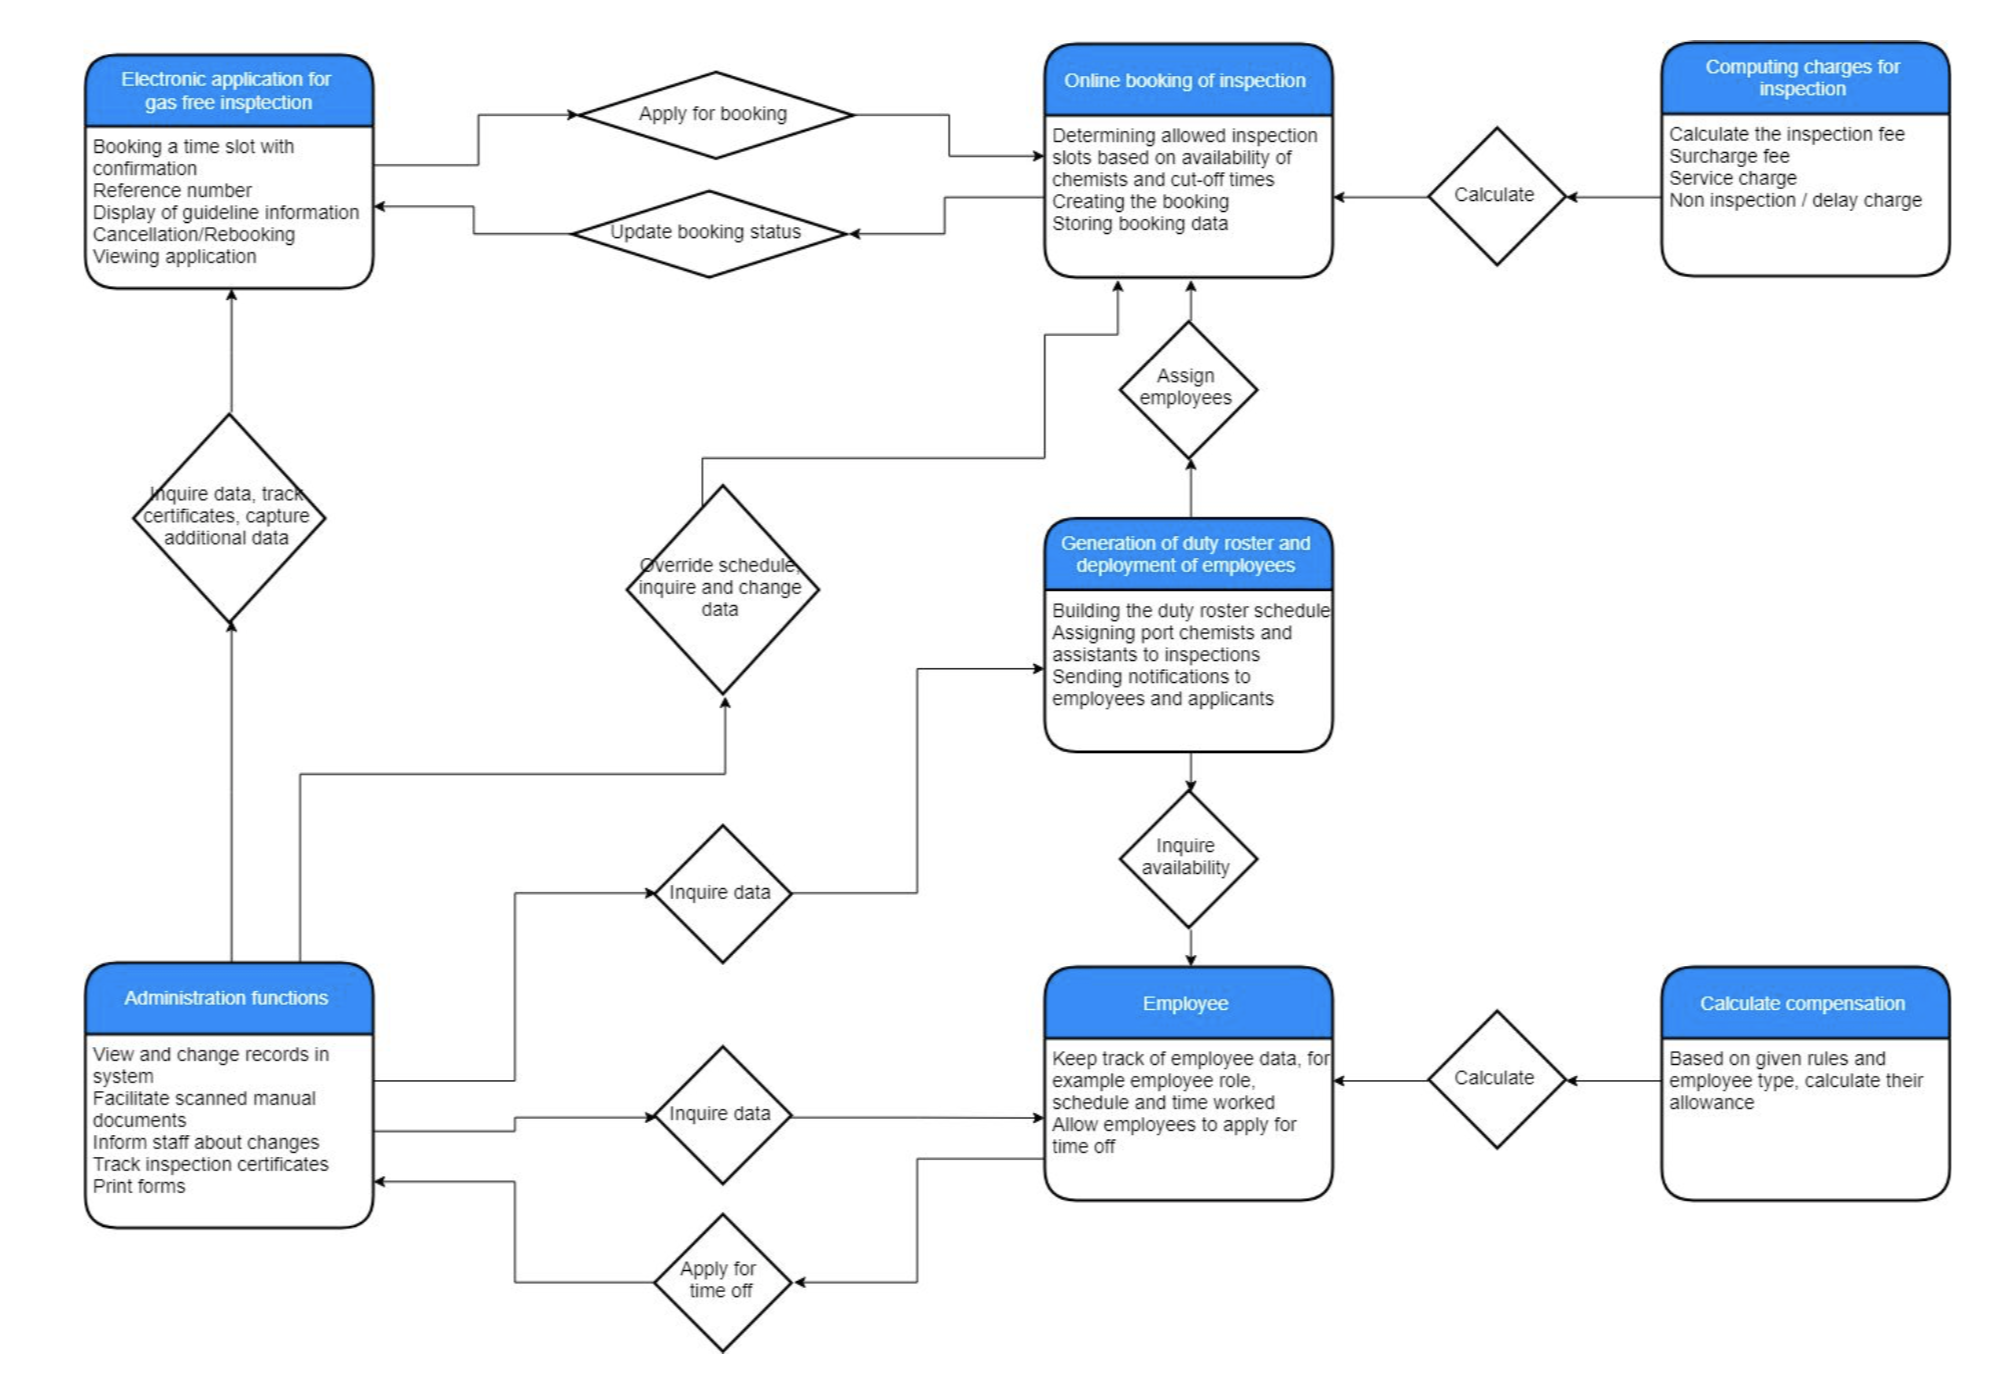 Electronic application for
gas free insptection
Booking a time slot with
confirmation
Reference number
Display of guideline information
Cancellation/Rebooking
Viewing application
Apply for booking
Update booking status
Online booking of inspection
Determining allowed inspection
slots based on availability of
chemists and cut-off times
Creating the booking
Storing booking data
Calculate
Computing charges for
inspection
Calculate the inspection fee
Surcharge fee
Service charge
Non inspection / delay charge
Assign
employees
Inquire data, track
certificates, capture
additional data
Override schedule,
inquire and change
data
Generation of duty roster and
deployment of employees
Building the duty roster schedule
Assigning port chemists and
assistants to inspections
Sending notifications to
employees and applicants
Inquire
availability
Inquire data
Administration functions
View and change records in
system
Facilitate scanned manual
documents
Inform staff about changes
Track inspection certificates
Print forms
Inquire data
Apply for
time off
Employee
Keep track of employee data, for
example employee role,
schedule and time worked
Allow employees to apply for
time off
Calculate
Calculate compensation
Based on given rules and
employee type, calculate their
allowance